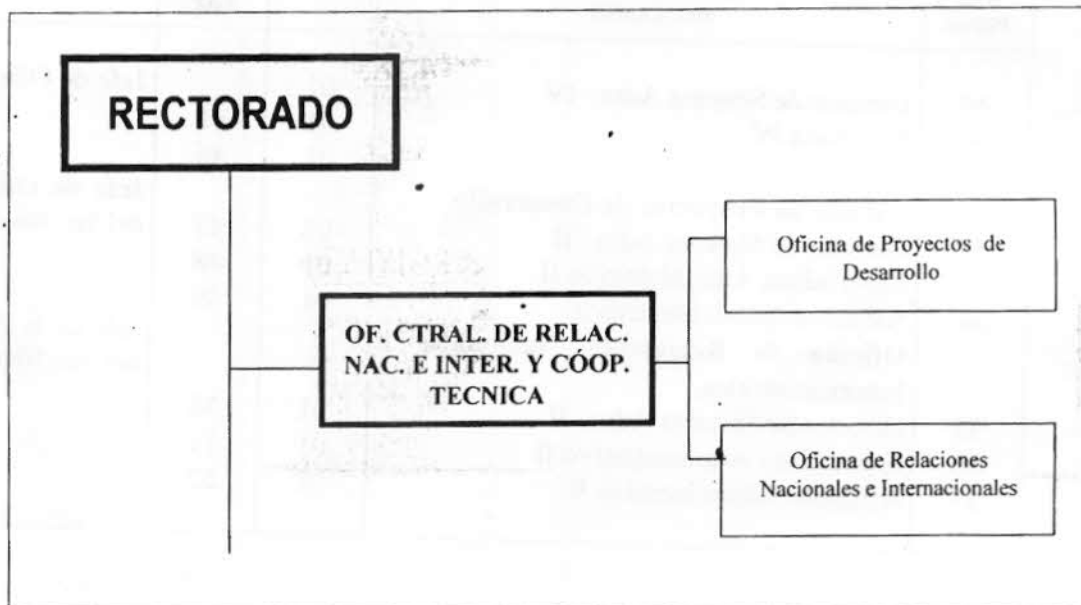 RECTORADO
Oficina de Proyectos de
Desarrollo
OF. CTRAL. DE RELAC.
NAC. E INTER. Y CÓOP.
TECNICA
Oficina de Relaciones
Nacionales e Internacionales